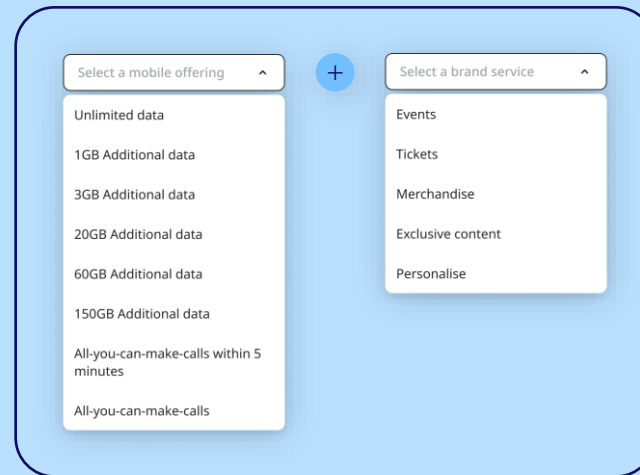 Select a mobile offering
Unlimited data
1GB Additional data
3GB Additional data
20GB Additional data
60GB Additional data
150GB Additional data
All-you-can-make-calls within 5
minutes
All-you-can-make-calls
+
Select a brand service
Events
Tickets
Merchandise
Exclusive content
Personalise